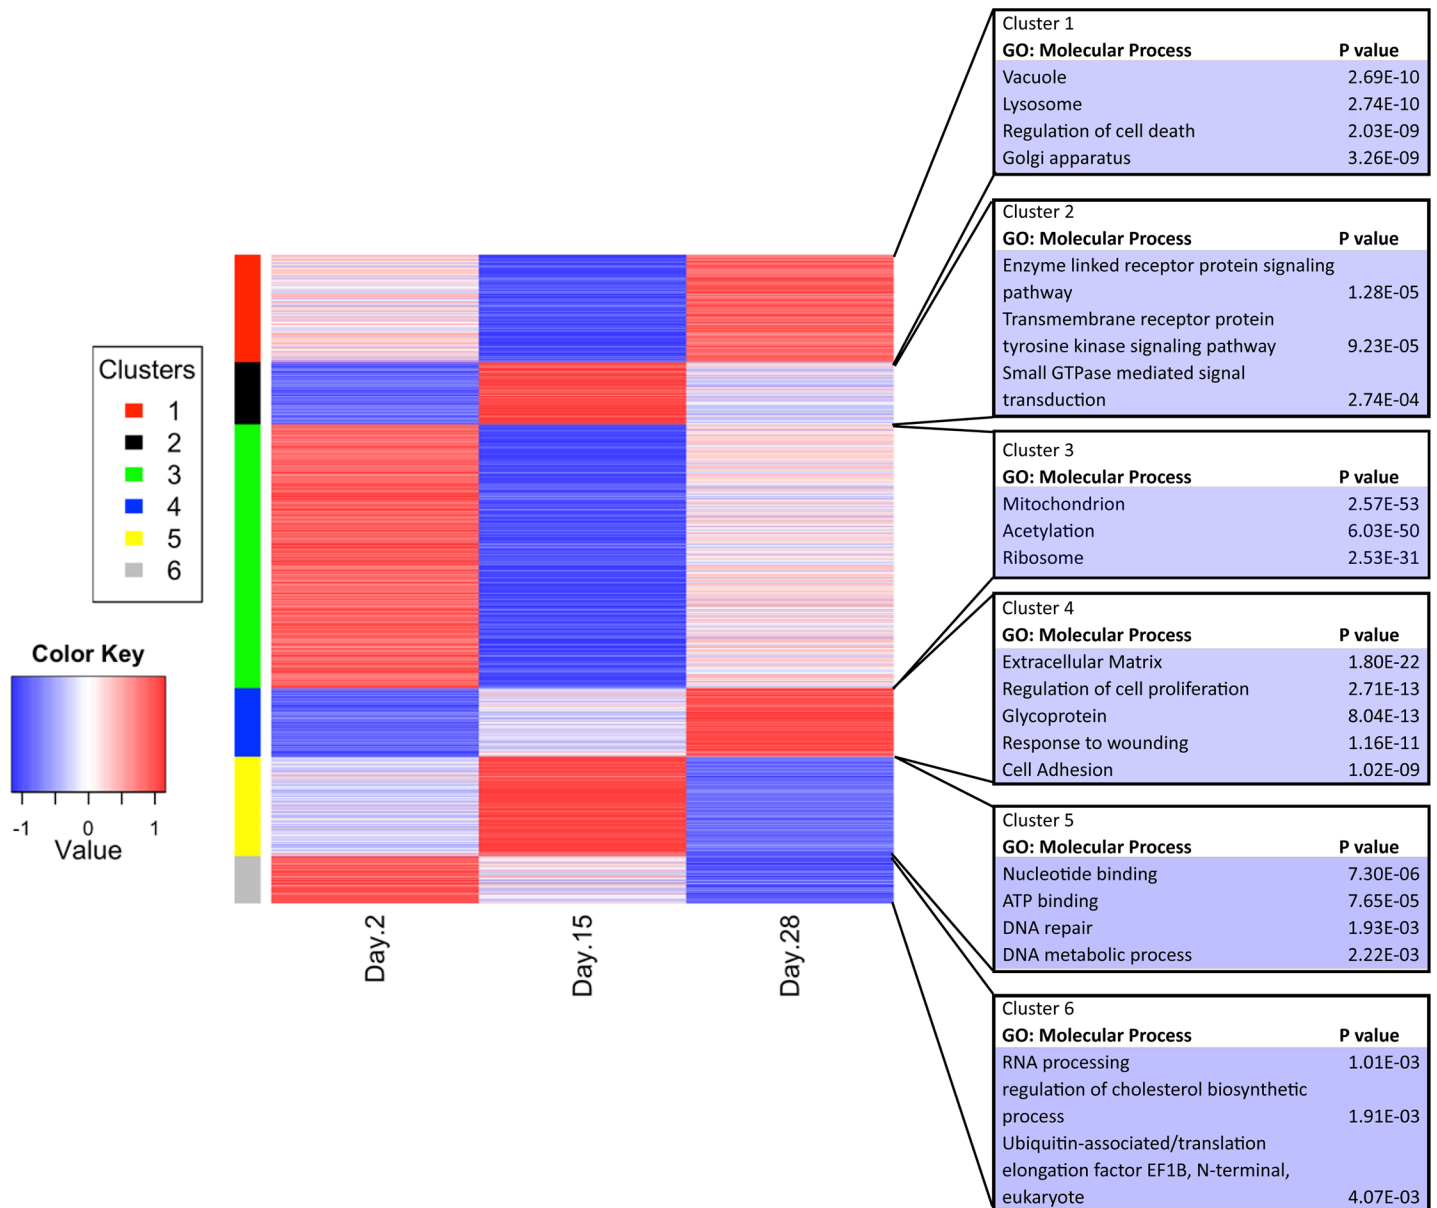 Cluster 1
GO: Molecular Process P value
Vacuole 2.69E-10
Lysosome 2.74E-10
Regulation of cell death 2.03E-09
Golgi apparatus 3.26E-09
Cluster 2
GO: Molecular Process P value
Enzyme linked receptor protein signaling
pathway 1.28E-05
Transmembrane receptor protein
tyrosine kinase signaling pathway 9.23E-05
Small GTPase mediated signal
transduction 2.74E-04
Cluster 3
GO: Molecular Process P value
Mitochondrion 2.57E-53
Acetylation 6.03E-50
Ribosome 2.53E-31
Cluster 4
GO: Molecular Process P value
Extracellular Matrix 1.80E-22
Regulation of cell proliferation 2.71E-13
Glycoprotein 8.04E-13
Response to wounding 1.16E-11
Cell Adhesion 1.02E-09
Cluster 5
GO: Molecular Process P value
Nucleotide binding 7.30E-06
ATP binding 7.65E-05
DNA repair 1.93E-03
DNA metabolic process 2.22E-03
Cluster 6
GO: Molecular Process P value
RNA processing 1.01E-03
regulation of cholesterol biosynthetic
process 1.91E-03
Ubiquitin-associated/translation
elongation factor EF1B, N-terminal,
eukaryote 4.07E-03
Clusters
1
2
3
4
5
6
Color Key
-1 0 1
Value
Day.2
Day.15
Day.28